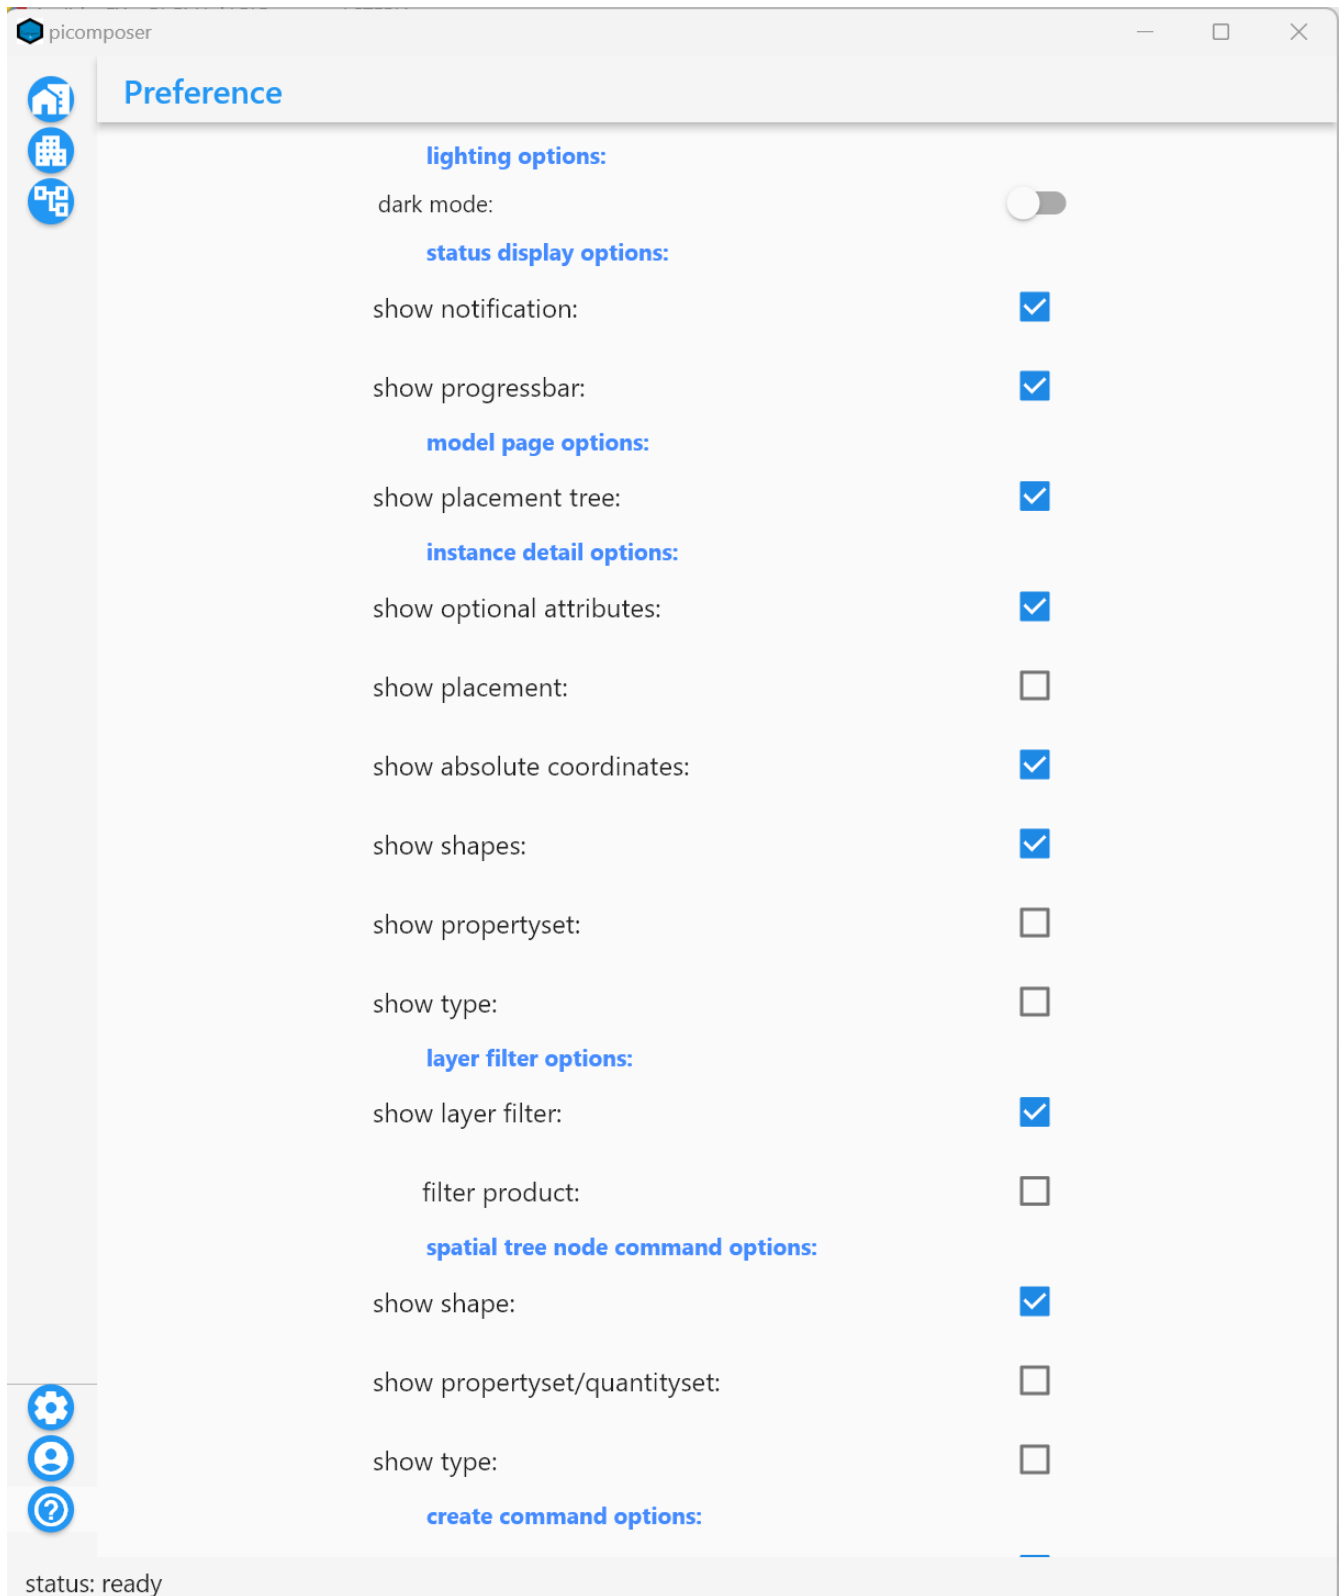 picomposer
Preference
lighting options:
dark mode:
status display options:
show notification:
show progressbar:
model page options:
show placement tree:
instance detail options:
show optional attributes:
show placement:
show absolute coordinates:
show shapes:
show propertyset:
show type:
layer filter options:
show layer filter:
filter product:
spatial tree node command options:
show shape:
show propertyset/quantityset:
show type:
create command options:
status: ready